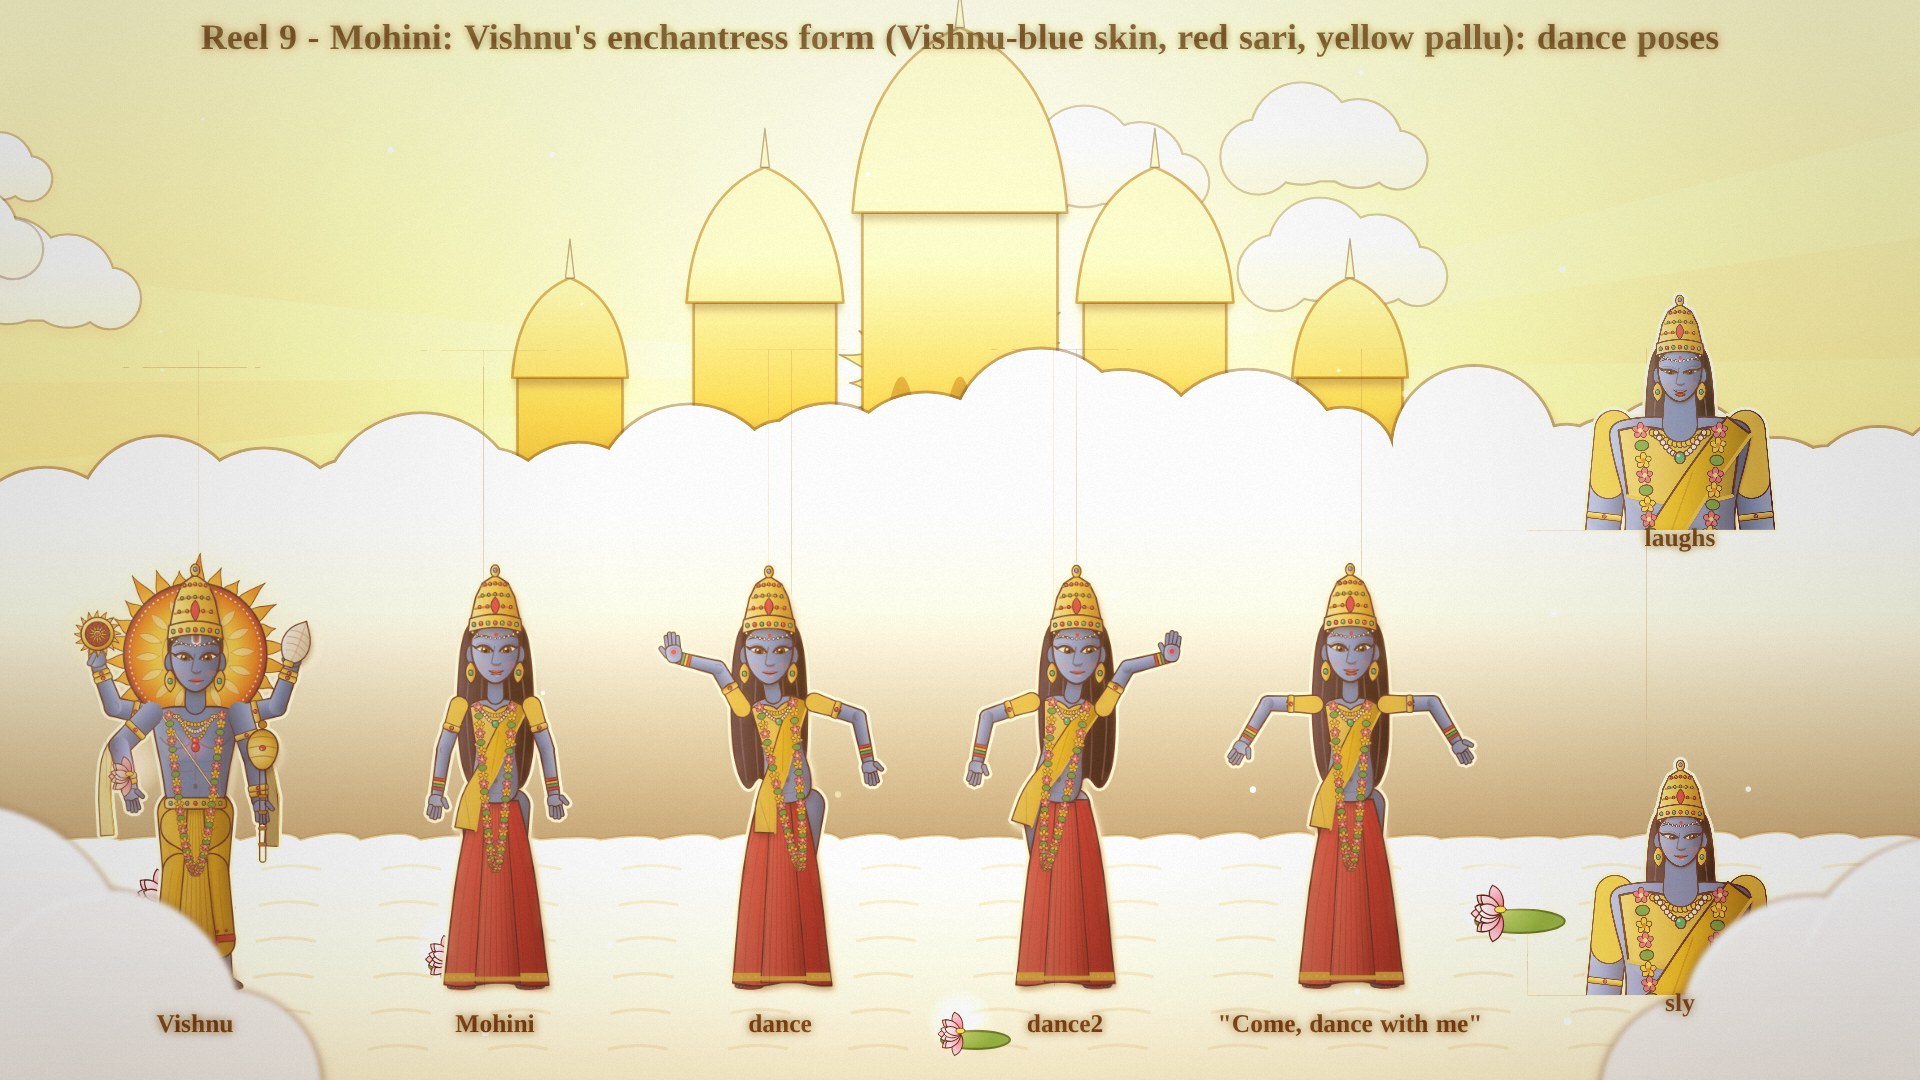 Reel 9 - Mohini: Vishnu's enchantress form (Vishnu-blue skin, red sari, yellow pallu): dance poses
laughs
sly
Vishnu
Mohini
dance
dance2
"Come, dance with me"